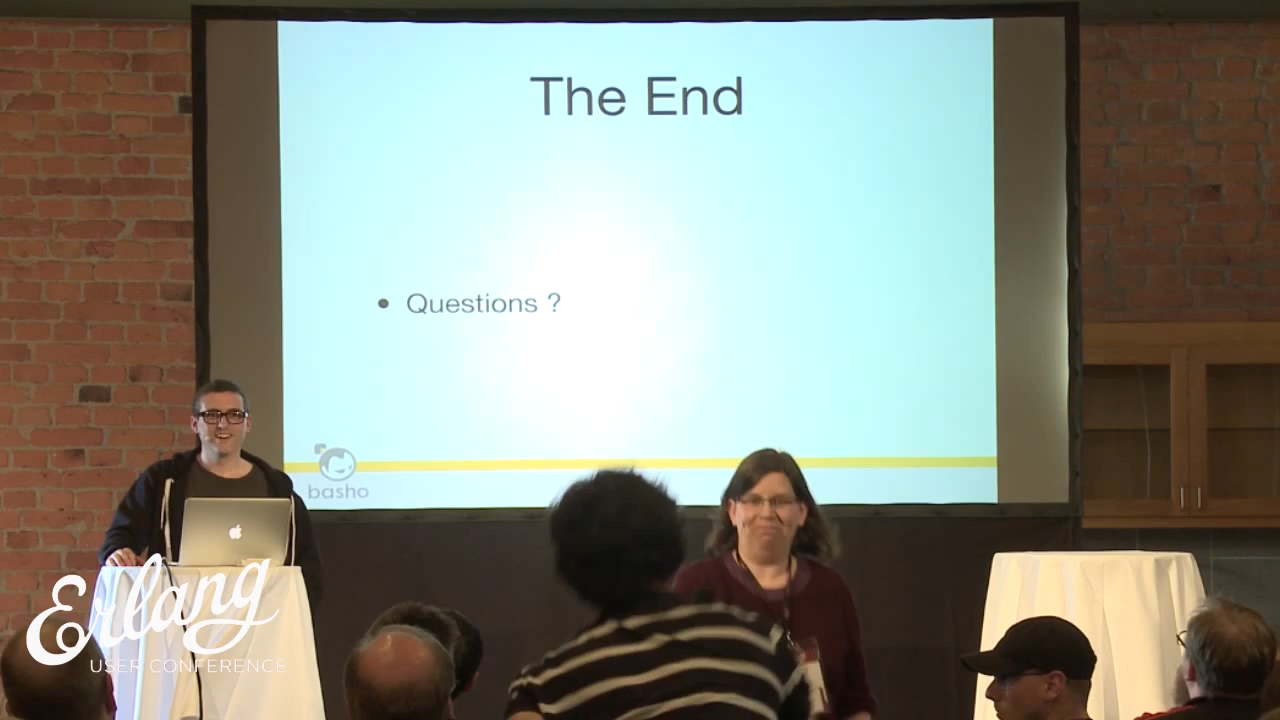 The End
• Questions ?
basho
Erlang
USER CONFERENCE